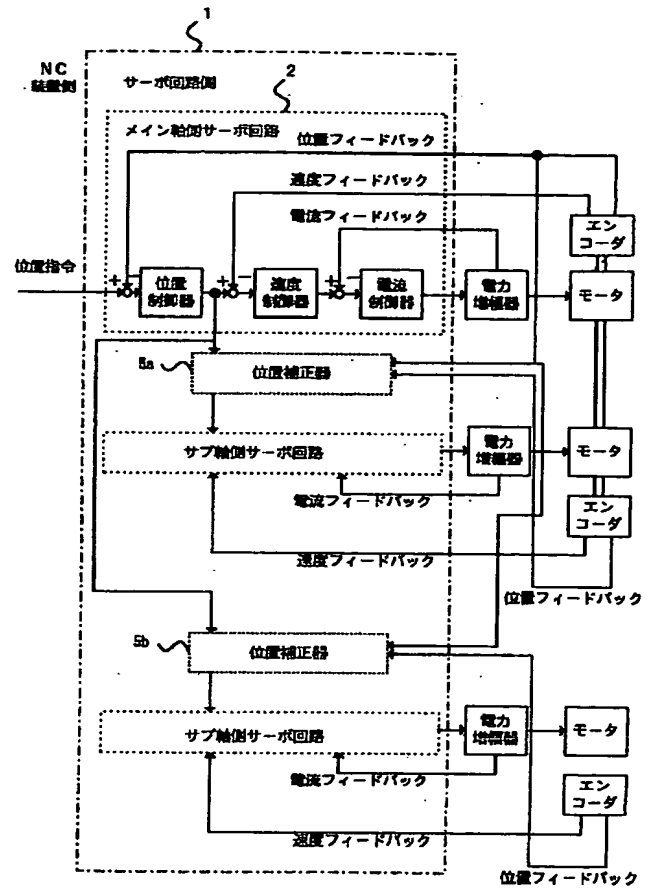 1
NC
装置側
サーボ回路側
2
メイン軸側サーボ回路
位置フィードバック
速度フィードバック
電流フィードバック
エン
コーダ
位置指令
+
−
位置
制御器
+
−
速度
制御器
+
−
電流
制御器
電力
増幅器
モータ
5a
位置補正器
サブ軸側サーボ回路
電力
増幅器
モータ
電流フィードバック
エン
コーダ
速度フィードバック
位置フィードバック
5b
位置補正器
サブ軸側サーボ回路
電力
増幅器
モータ
電流フィードバック
エン
コーダ
速度フィードバック
位置フィードバック